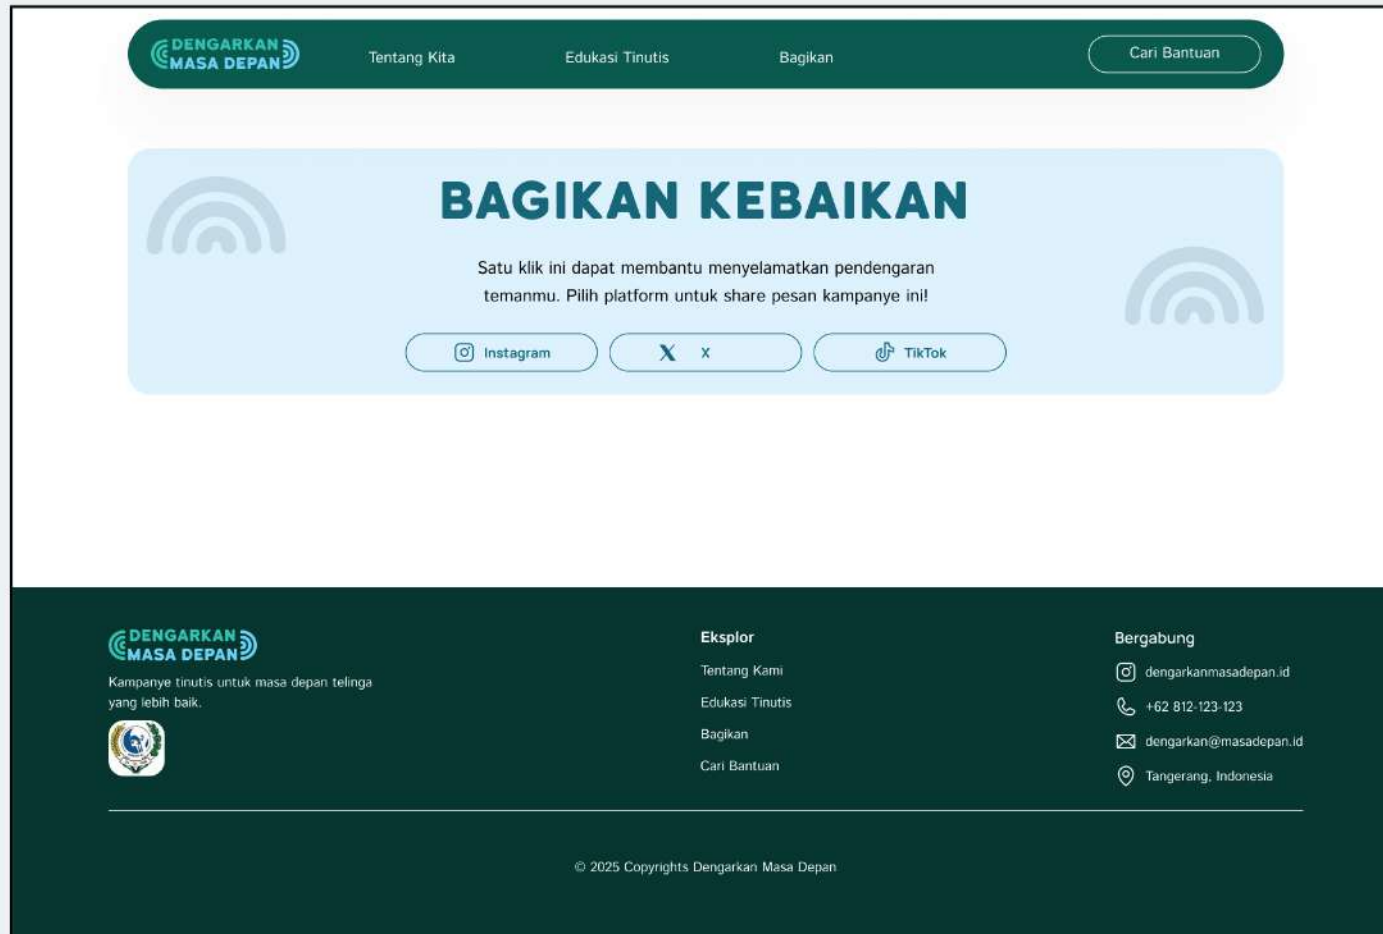 DENGARKAN
MASA DEPAN
Tentang Kita
Edukasi Tinutis
Bagikan
Cari Bantuan
BAGIKAN KEBAIKAN
Satu klik ini dapat membantu menyelamatkan pendengaran
temanmu. Pilih platform untuk share pesan kampanye ini!
Instagram
X
TikTok
DENGARKAN
MASA DEPAN
Kampanye tinutis untuk masa depan telinga
yang lebih baik.
Eksplor
Tentang Kami
Edukasi Tinutis
Bagikan
Cari Bantuan
Bergabung
dengarkanmasadepan.id
+62 812-123-123
dengarkan@masadepan.id
Tangerang, Indonesia
© 2025 Copyrights Dengarkan Masa Depan